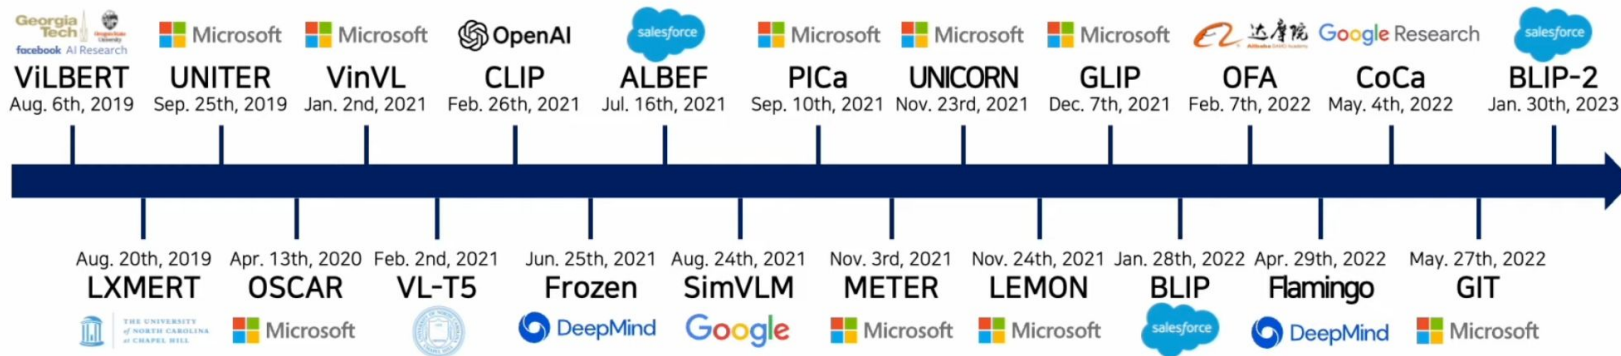 Georgia Tech
facebook AI Research
ViLBERT
Aug. 6th, 2019
Microsoft
UNITER
Sep. 25th, 2019
Microsoft
VinVL
Jan. 2nd, 2021
OpenAI
CLIP
Feb. 26th, 2021
salesforce
ALBEF
Jul. 16th, 2021
Microsoft
PICa
Sep. 10th, 2021
Microsoft
UNICORN
Nov. 23rd, 2021
Microsoft
GLIP
Dec. 7th, 2021
达摩院
Alibaba DAMO Academy
OFA
Feb. 7th, 2022
Google Research
CoCa
May. 4th, 2022
salesforce
BLIP-2
Jan. 30th, 2023
Aug. 20th, 2019
LXMERT
THE UNIVERSITY
of NORTH CAROLINA
at CHAPEL HILL
Apr. 13th, 2020
OSCAR
Microsoft
Feb. 2nd, 2021
VL-T5
Jun. 25th, 2021
Frozen
DeepMind
Aug. 24th, 2021
SimVLM
Google
Nov. 3rd, 2021
METER
Microsoft
Nov. 24th, 2021
LEMON
Microsoft
Jan. 28th, 2022
BLIP
salesforce
Apr. 29th, 2022
Flamingo
DeepMind
May. 27th, 2022
GIT
Microsoft